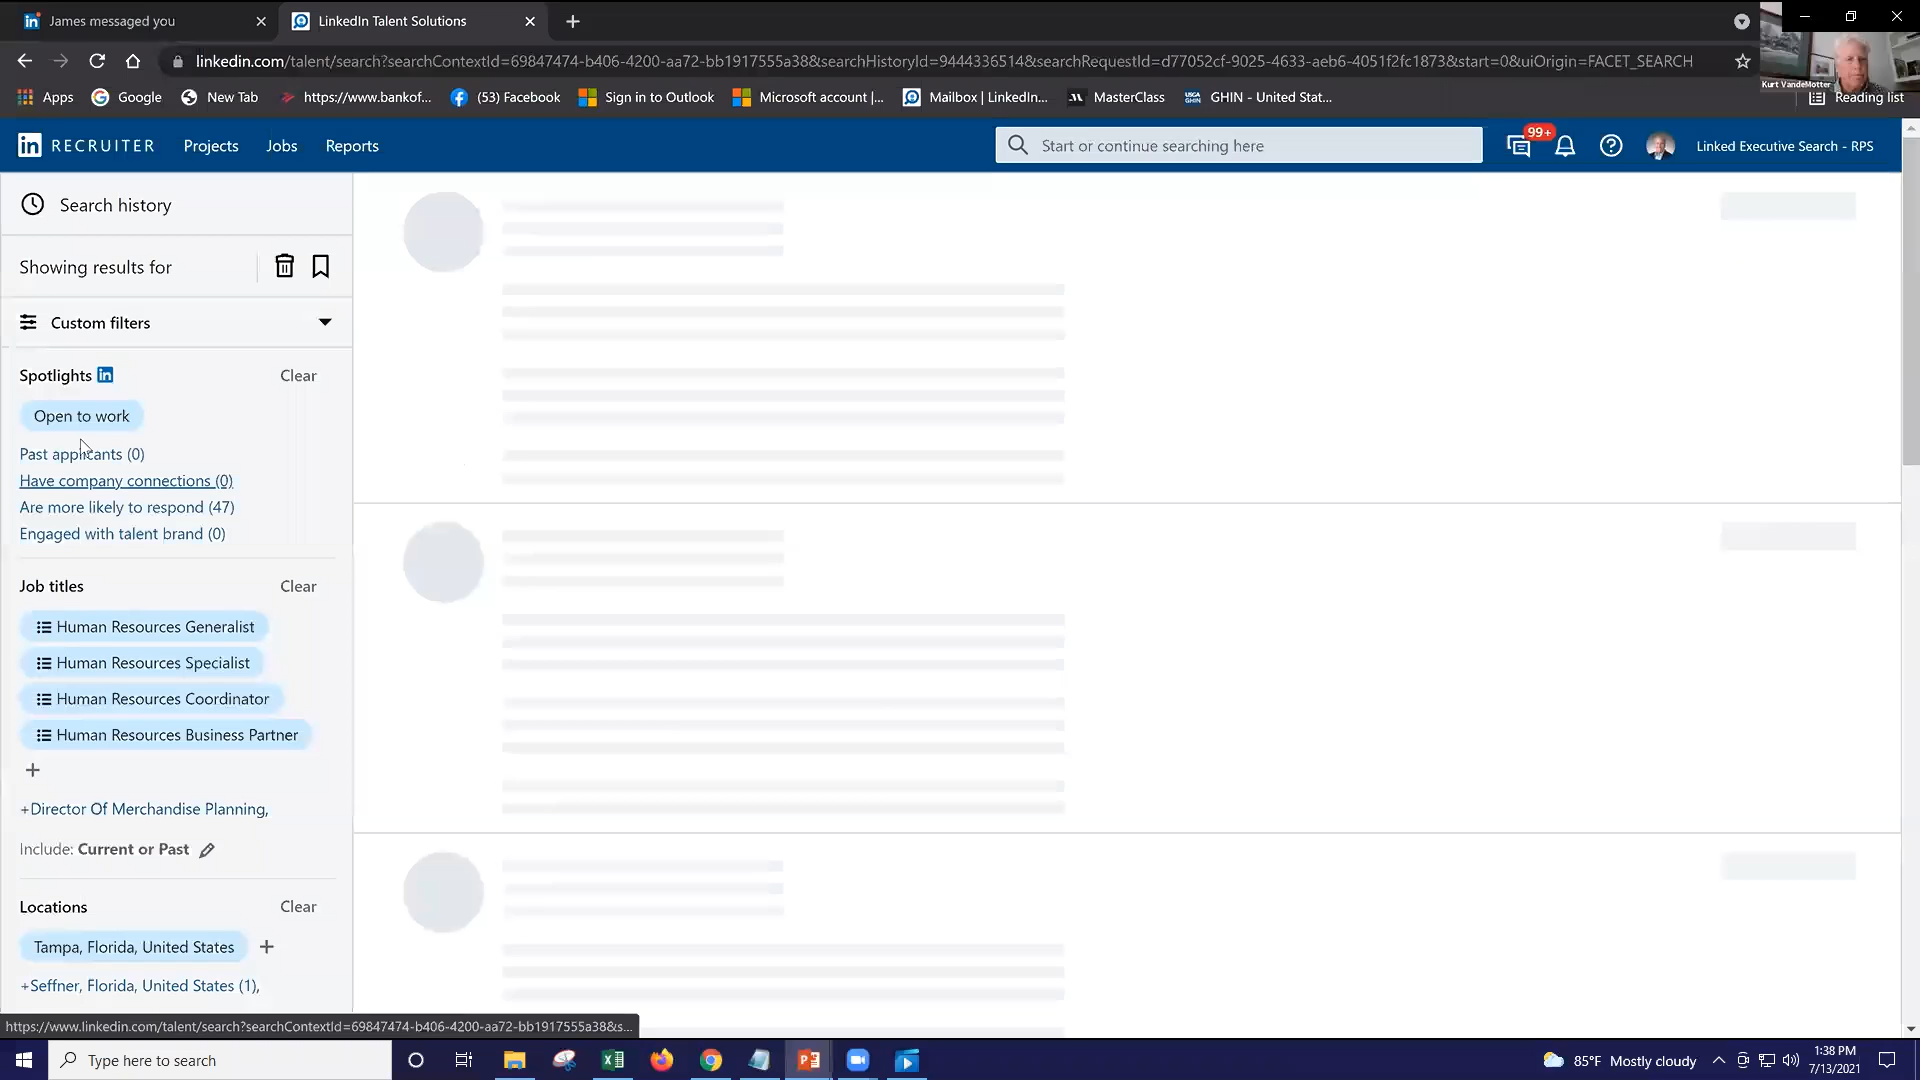 James messaged you
LinkedIn Talent Solutions
linkedin.com/talent/search?searchContextId=69847474-b406-4200-aa72-bb1917555a38&searchHistoryId=9444336514&searchRequestId=d77052cf-9025-4633-aeb6-4051f2fc1873&start=0&uiOrigin=FACET_SEARCH
Kurt VandeMotter
Apps
Google
New Tab
https://www.bankof...
(53) Facebook
Sign in to Outlook
Microsoft account |...
Mailbox | LinkedIn...
MasterClass
USGA GHIN
GHIN - United Stat...
Reading list
in RECRUITER
Projects
Jobs
Reports
Start or continue searching here
99+
Linked Executive Search - RPS
Search history
Showing results for
Custom filters
Spotlights in
Clear
Open to work
Past applicants (0)
Have company connections (0)
Are more likely to respond (47)
Engaged with talent brand (0)
Job titles
Clear
Human Resources Generalist
Human Resources Specialist
Human Resources Coordinator
Human Resources Business Partner
+
+Director Of Merchandise Planning,
Include: Current or Past
Locations
Clear
Tampa, Florida, United States +
+Seffner, Florida, United States (1),
https://www.linkedin.com/talent/search?searchContextId=69847474-b406-4200-aa72-bb1917555a38&s...
Type here to search
85°F Mostly cloudy
1:38 PM
7/13/2021